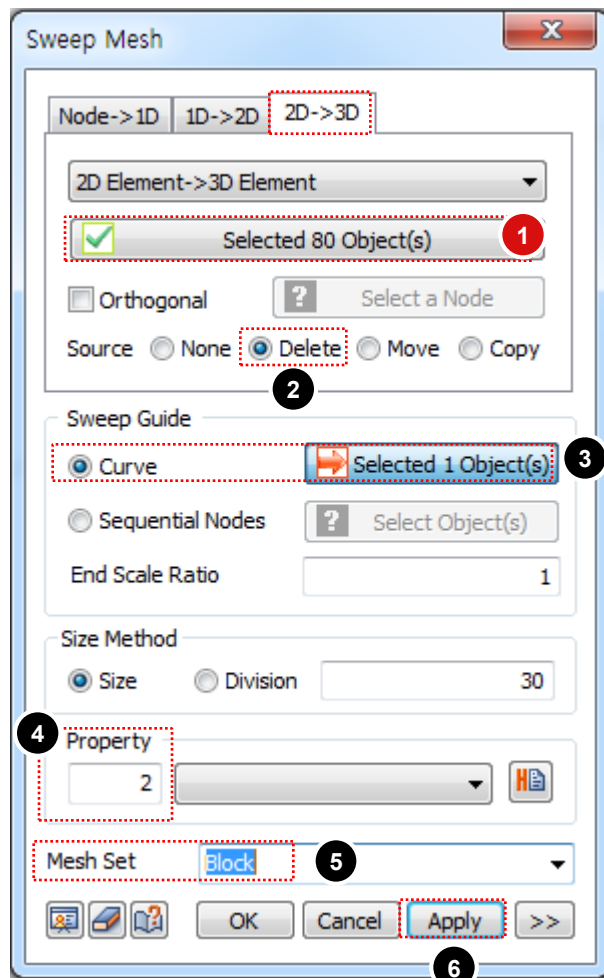 Sweep Mesh
Node->1D 1D->2D 2D->3D
2D Element->3D Element
Selected 80 Object(s) 1
Orthogonal ? Select a Node
Source None Delete Move Copy
2
Sweep Guide
Curve Selected 1 Object(s) 3
Sequential Nodes ? Select Object(s)
End Scale Ratio 1
Size Method
Size Division 30
4 Property
2
Mesh Set Block 5
OK Cancel Apply >>
6